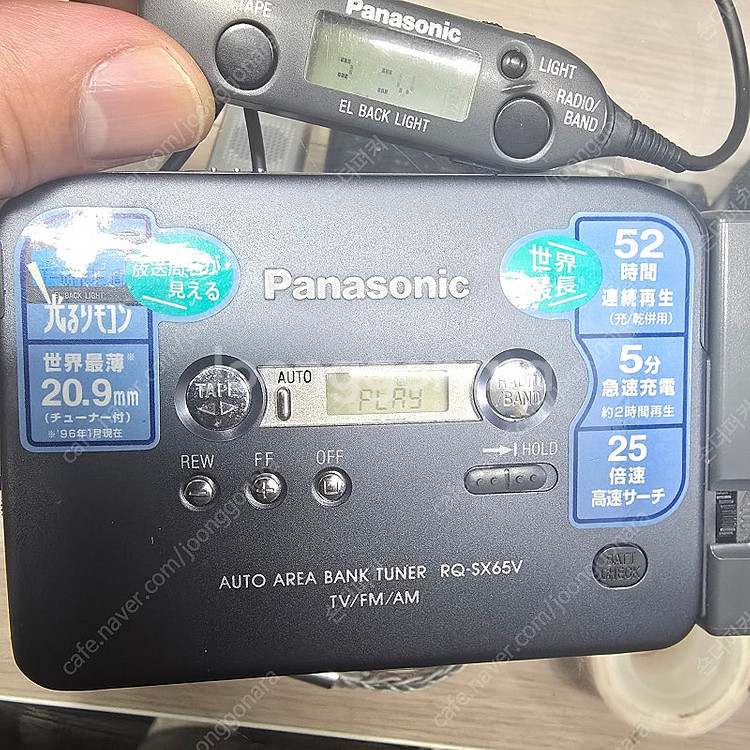 TAPE
Panasonic
LIGHT
RADIO/
BAND
EL BACK LIGHT
放送局名が
見える
EL BACK LIGHT
光るリモコン
世界最薄※
20.9mm
(チューナー付)
※'96年1月現在
Panasonic
世界
最長
52
時間
連続再生
(充/乾併用)
5分
急速充電
約2時間再生
25
倍速
高速サーチ
TAPE
AUTO
PLAY
RADIO
/BAND
REW
FF
OFF
HOLD
BATT
CHECK
AUTO AREA BANK TUNER RQ-SX65V
TV/FM/AM
cafe.naver.com/joonggonara